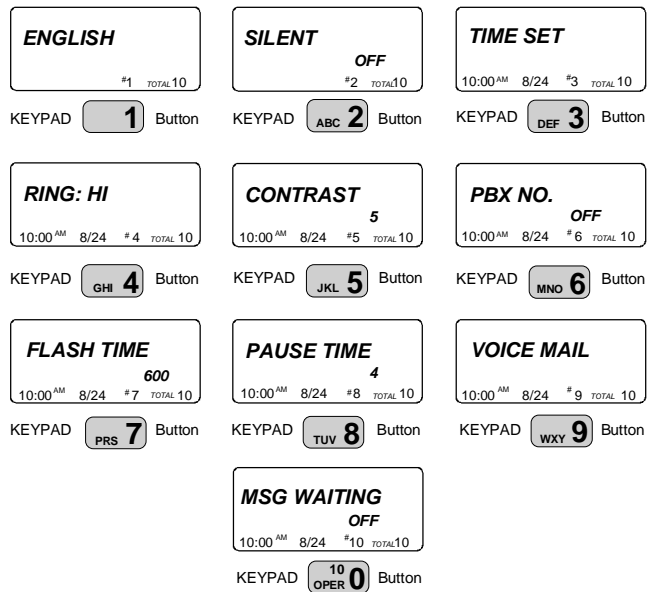 ENGLISH
#1 TOTAL 10
KEYPAD 1 Button
SILENT
OFF
#2 TOTAL 10
KEYPAD ABC 2 Button
TIME SET
10:00 AM 8/24 #3 TOTAL 10
KEYPAD DEF 3 Button
RING: HI
10:00 AM 8/24 # 4 TOTAL 10
KEYPAD GHI 4 Button
CONTRAST
5
10:00 AM 8/24 #5 TOTAL 10
KEYPAD JKL 5 Button
PBX NO.
OFF
10:00 AM 8/24 # 6 TOTAL 10
KEYPAD MNO 6 Button
FLASH TIME
600
10:00 AM 8/24 #7 TOTAL 10
KEYPAD PRS 7 Button
PAUSE TIME
4
10:00 AM 8/24 #8 TOTAL 10
KEYPAD TUV 8 Button
VOICE MAIL
10:00 AM 8/24 # 9 TOTAL 10
KEYPAD WXY 9 Button
MSG WAITING
OFF
10:00 AM 8/24 #10 TOTAL 10
KEYPAD 10 OPER 0 Button